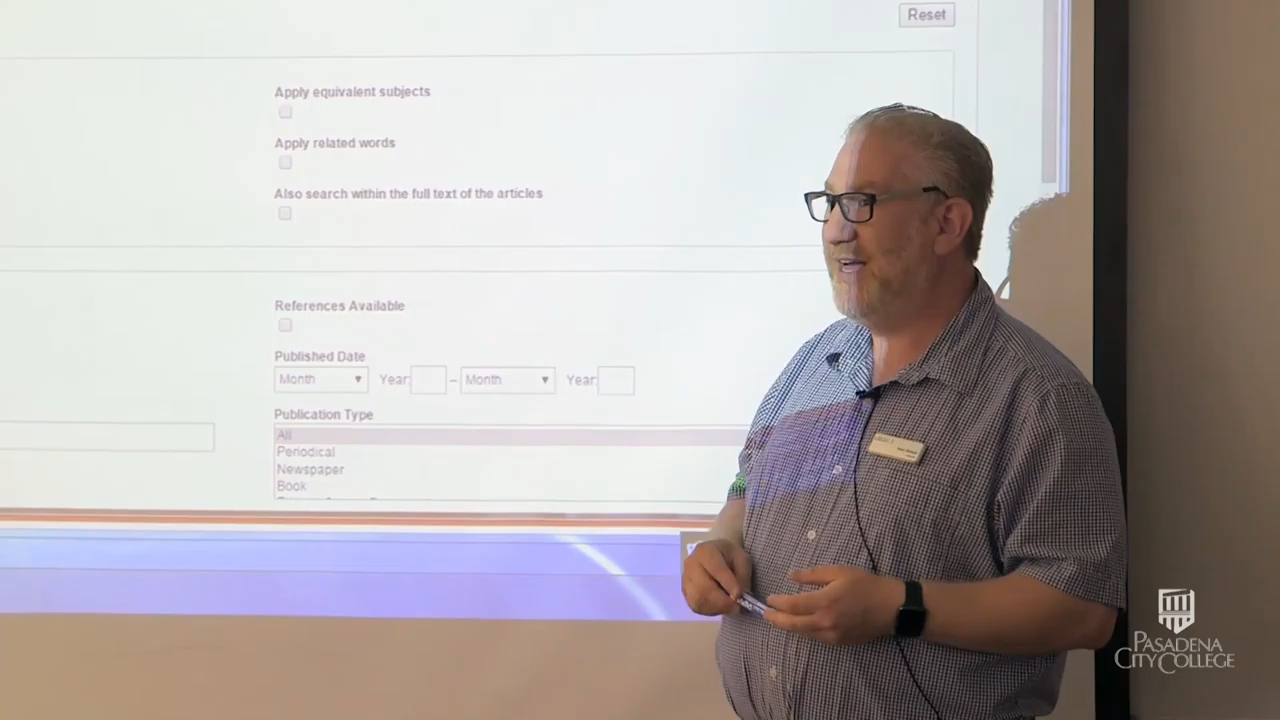 Reset
Apply equivalent subjects
Apply related words
Also search within the full text of the articles
References Available
Published Date
Month Year: – Month Year:
Publication Type
All
Periodical
Newspaper
Book
PASADENA
CITY COLLEGE